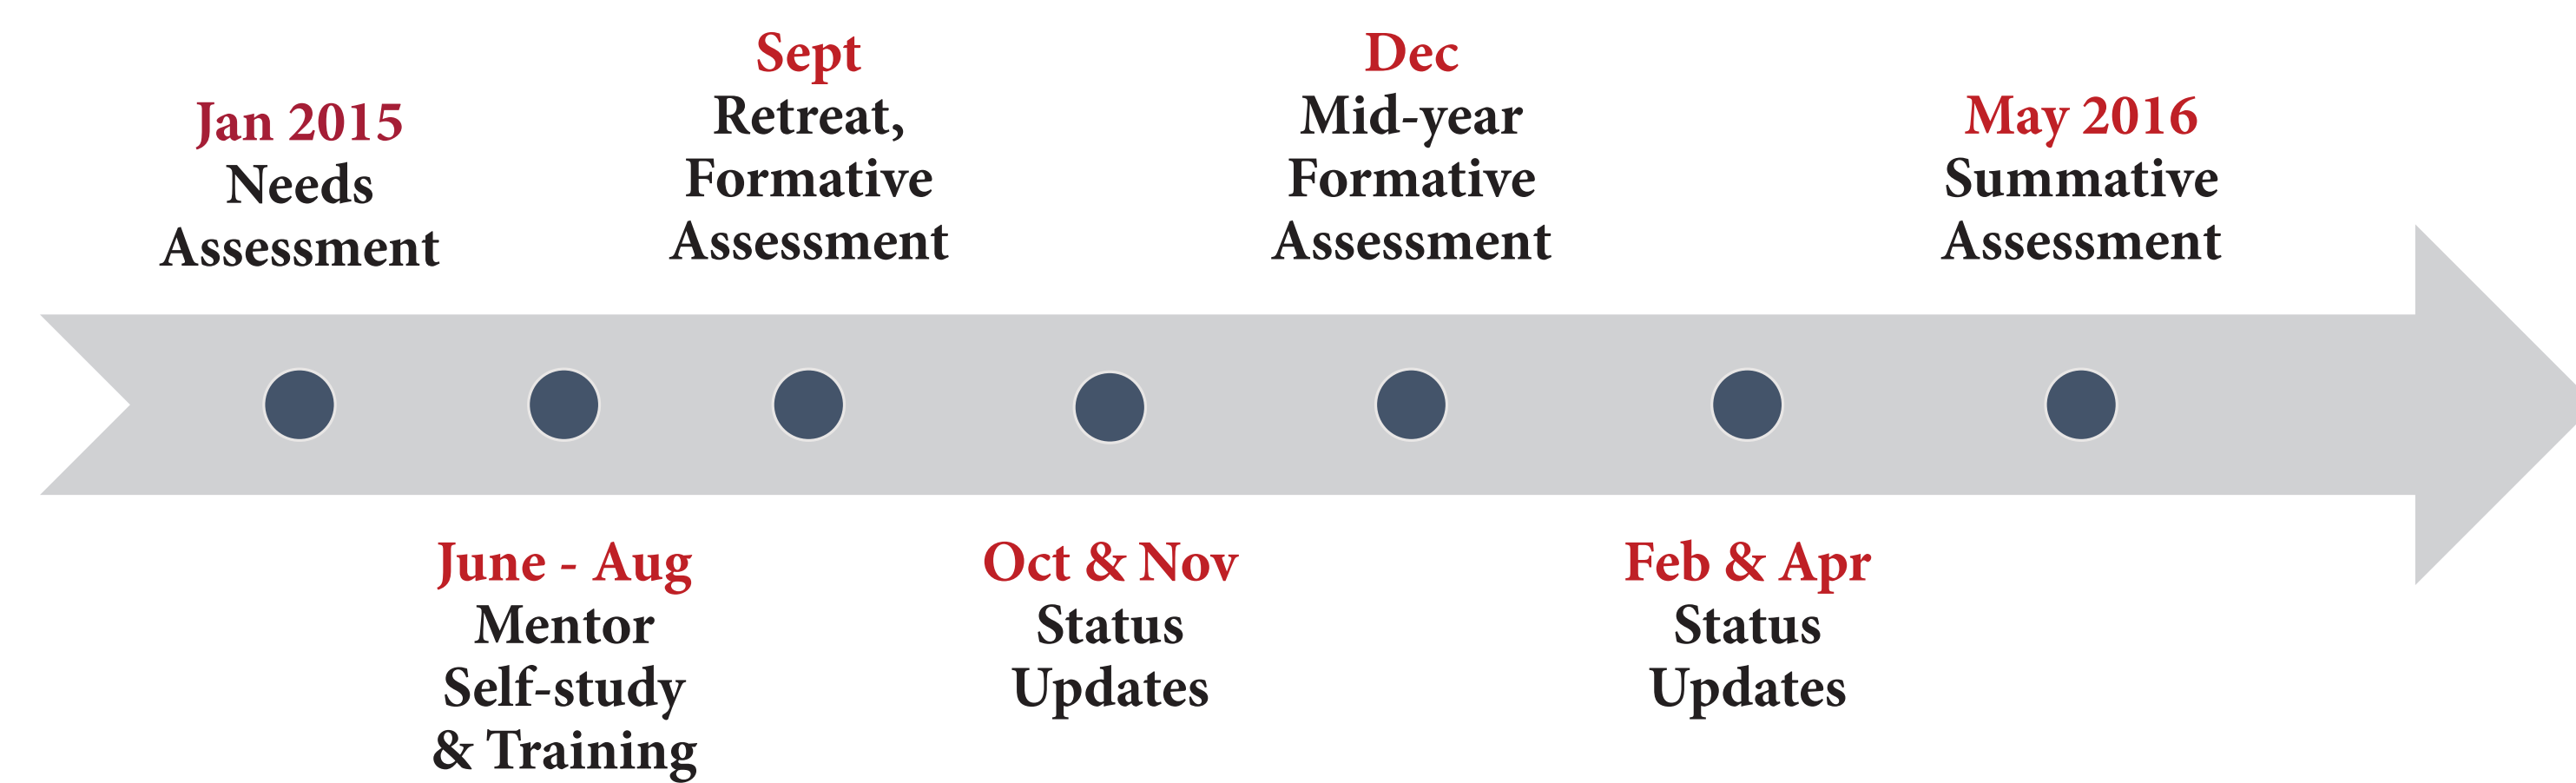 Jan 2015
Needs
Assessment
June - Aug
Mentor
Self-study
& Training
Sept
Retreat,
Formative
Assessment
Oct & Nov
Status
Updates
Dec
Mid-year
Formative
Assessment
Feb & Apr
Status
Updates
May 2016
Summative
Assessment